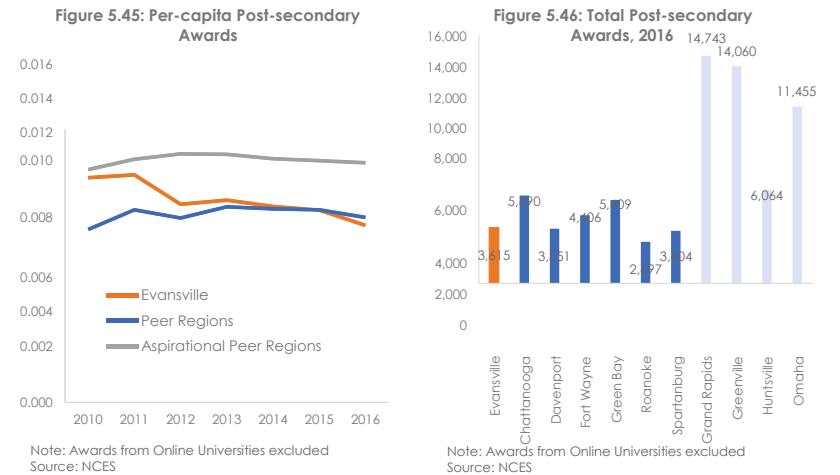 Figure 5.45: Per-capita Post-secondary
Awards
0.016
0.014
0.012
0.010
0.008
0.006
0.004
0.002
0.000
Evansville
Peer Regions
Aspirational Peer Regions
2010 2011 2012 2013 2014 2015 2016
Note: Awards from Online Universities excluded
Source: NCES
Figure 5.46: Total Post-secondary
Awards, 2016
16,000
14,000
12,000
10,000
8,000
6,000
4,000
2,000
0
3,615
14,743
14,060
6,064
11,455
Evansville
Chattanooga
Davenport
Fort Wayne
Green Bay
Roanoke
Spartanburg
Grand Rapids
Greenville
Huntsville
Omaha
Note: Awards from Online Universities excluded
Source: NCES